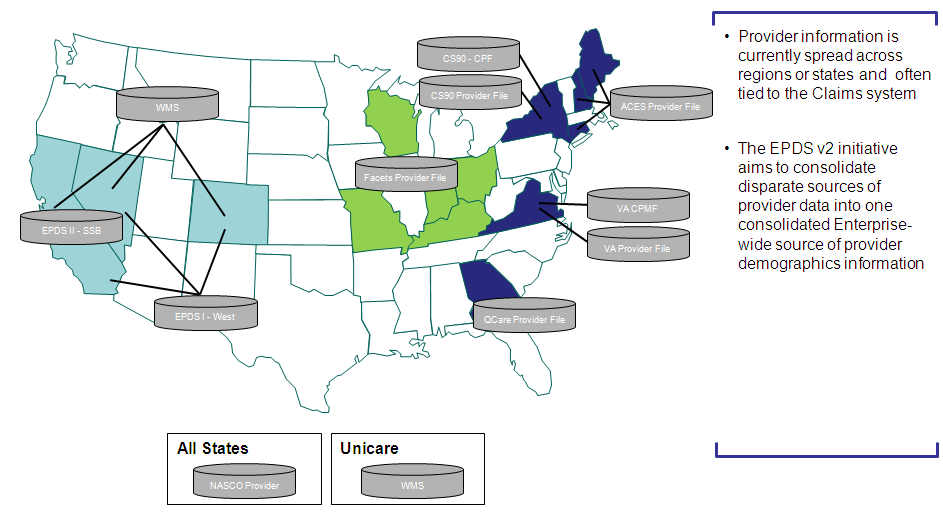 CS90 - CPF
CS90 Provider File
ACES Provider File
WMS
Facets Provider File
EPDS II - SSB
VA CPMF
VA Provider File
EPDS I - West
QCare Provider File
• Provider information is
currently spread across
regions or states and often
tied to the Claims system
• The EPDS v2 initiative
aims to consolidate
disparate sources of
provider data into one
consolidated Enterprise-
wide source of provider
demographics information
All States
NASCO Provider
Unicare
WMS